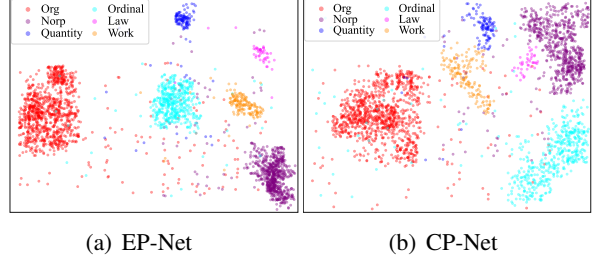 Org
Ordinal
Norp
Law
Quantity
Work
Org
Ordinal
Norp
Law
Quantity
Work
(a) EP-Net
(b) CP-Net